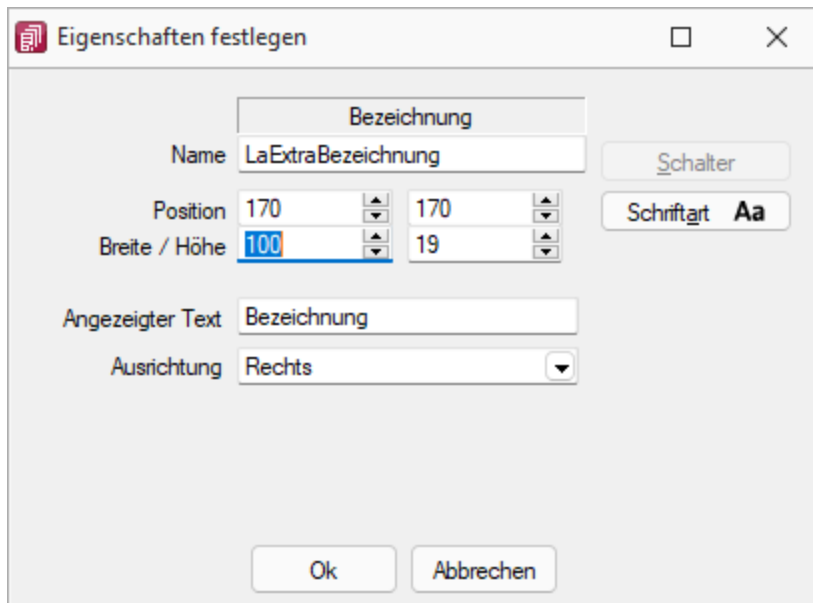 Eigenschaften festlegen
Bezeichnung
Name LaExtraBezeichnung Schalter
Position 170 170 Schriftart Aa
Breite / Höhe 100 19
Angezeigter Text Bezeichnung
Ausrichtung Rechts
Ok Abbrechen